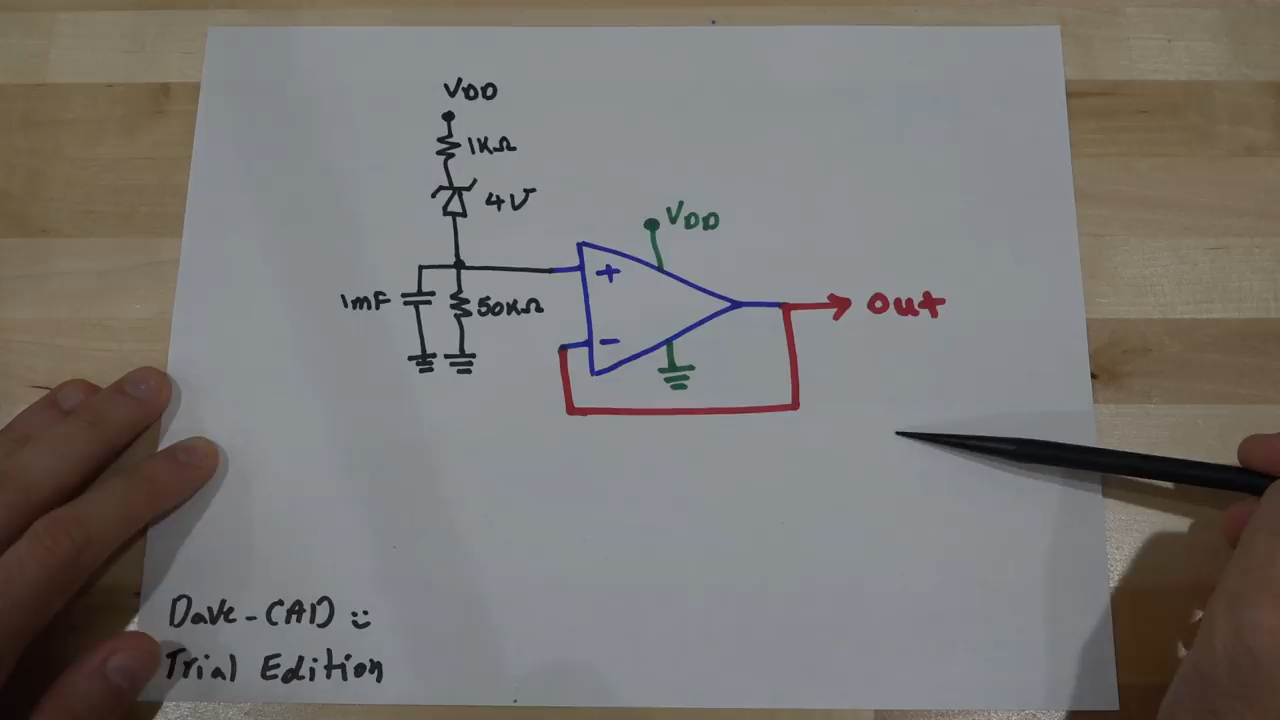 VDD
1KΩ
4V
VDD
+
1mF
50KΩ
-
out
Dave-CAD :)
Trial Edition